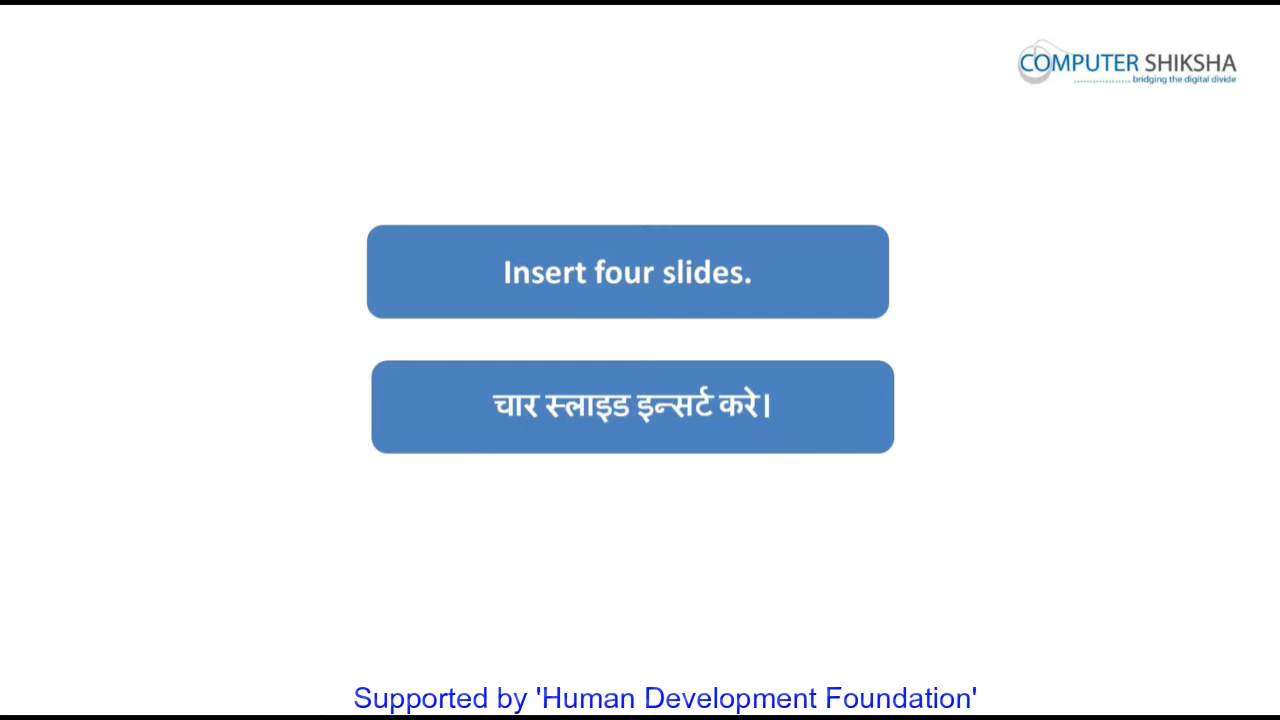 COMPUTER SHIKSHA
bridging the digital divide
Insert four slides.
चार स्लाइड इन्सर्ट करे।
Supported by 'Human Development Foundation'